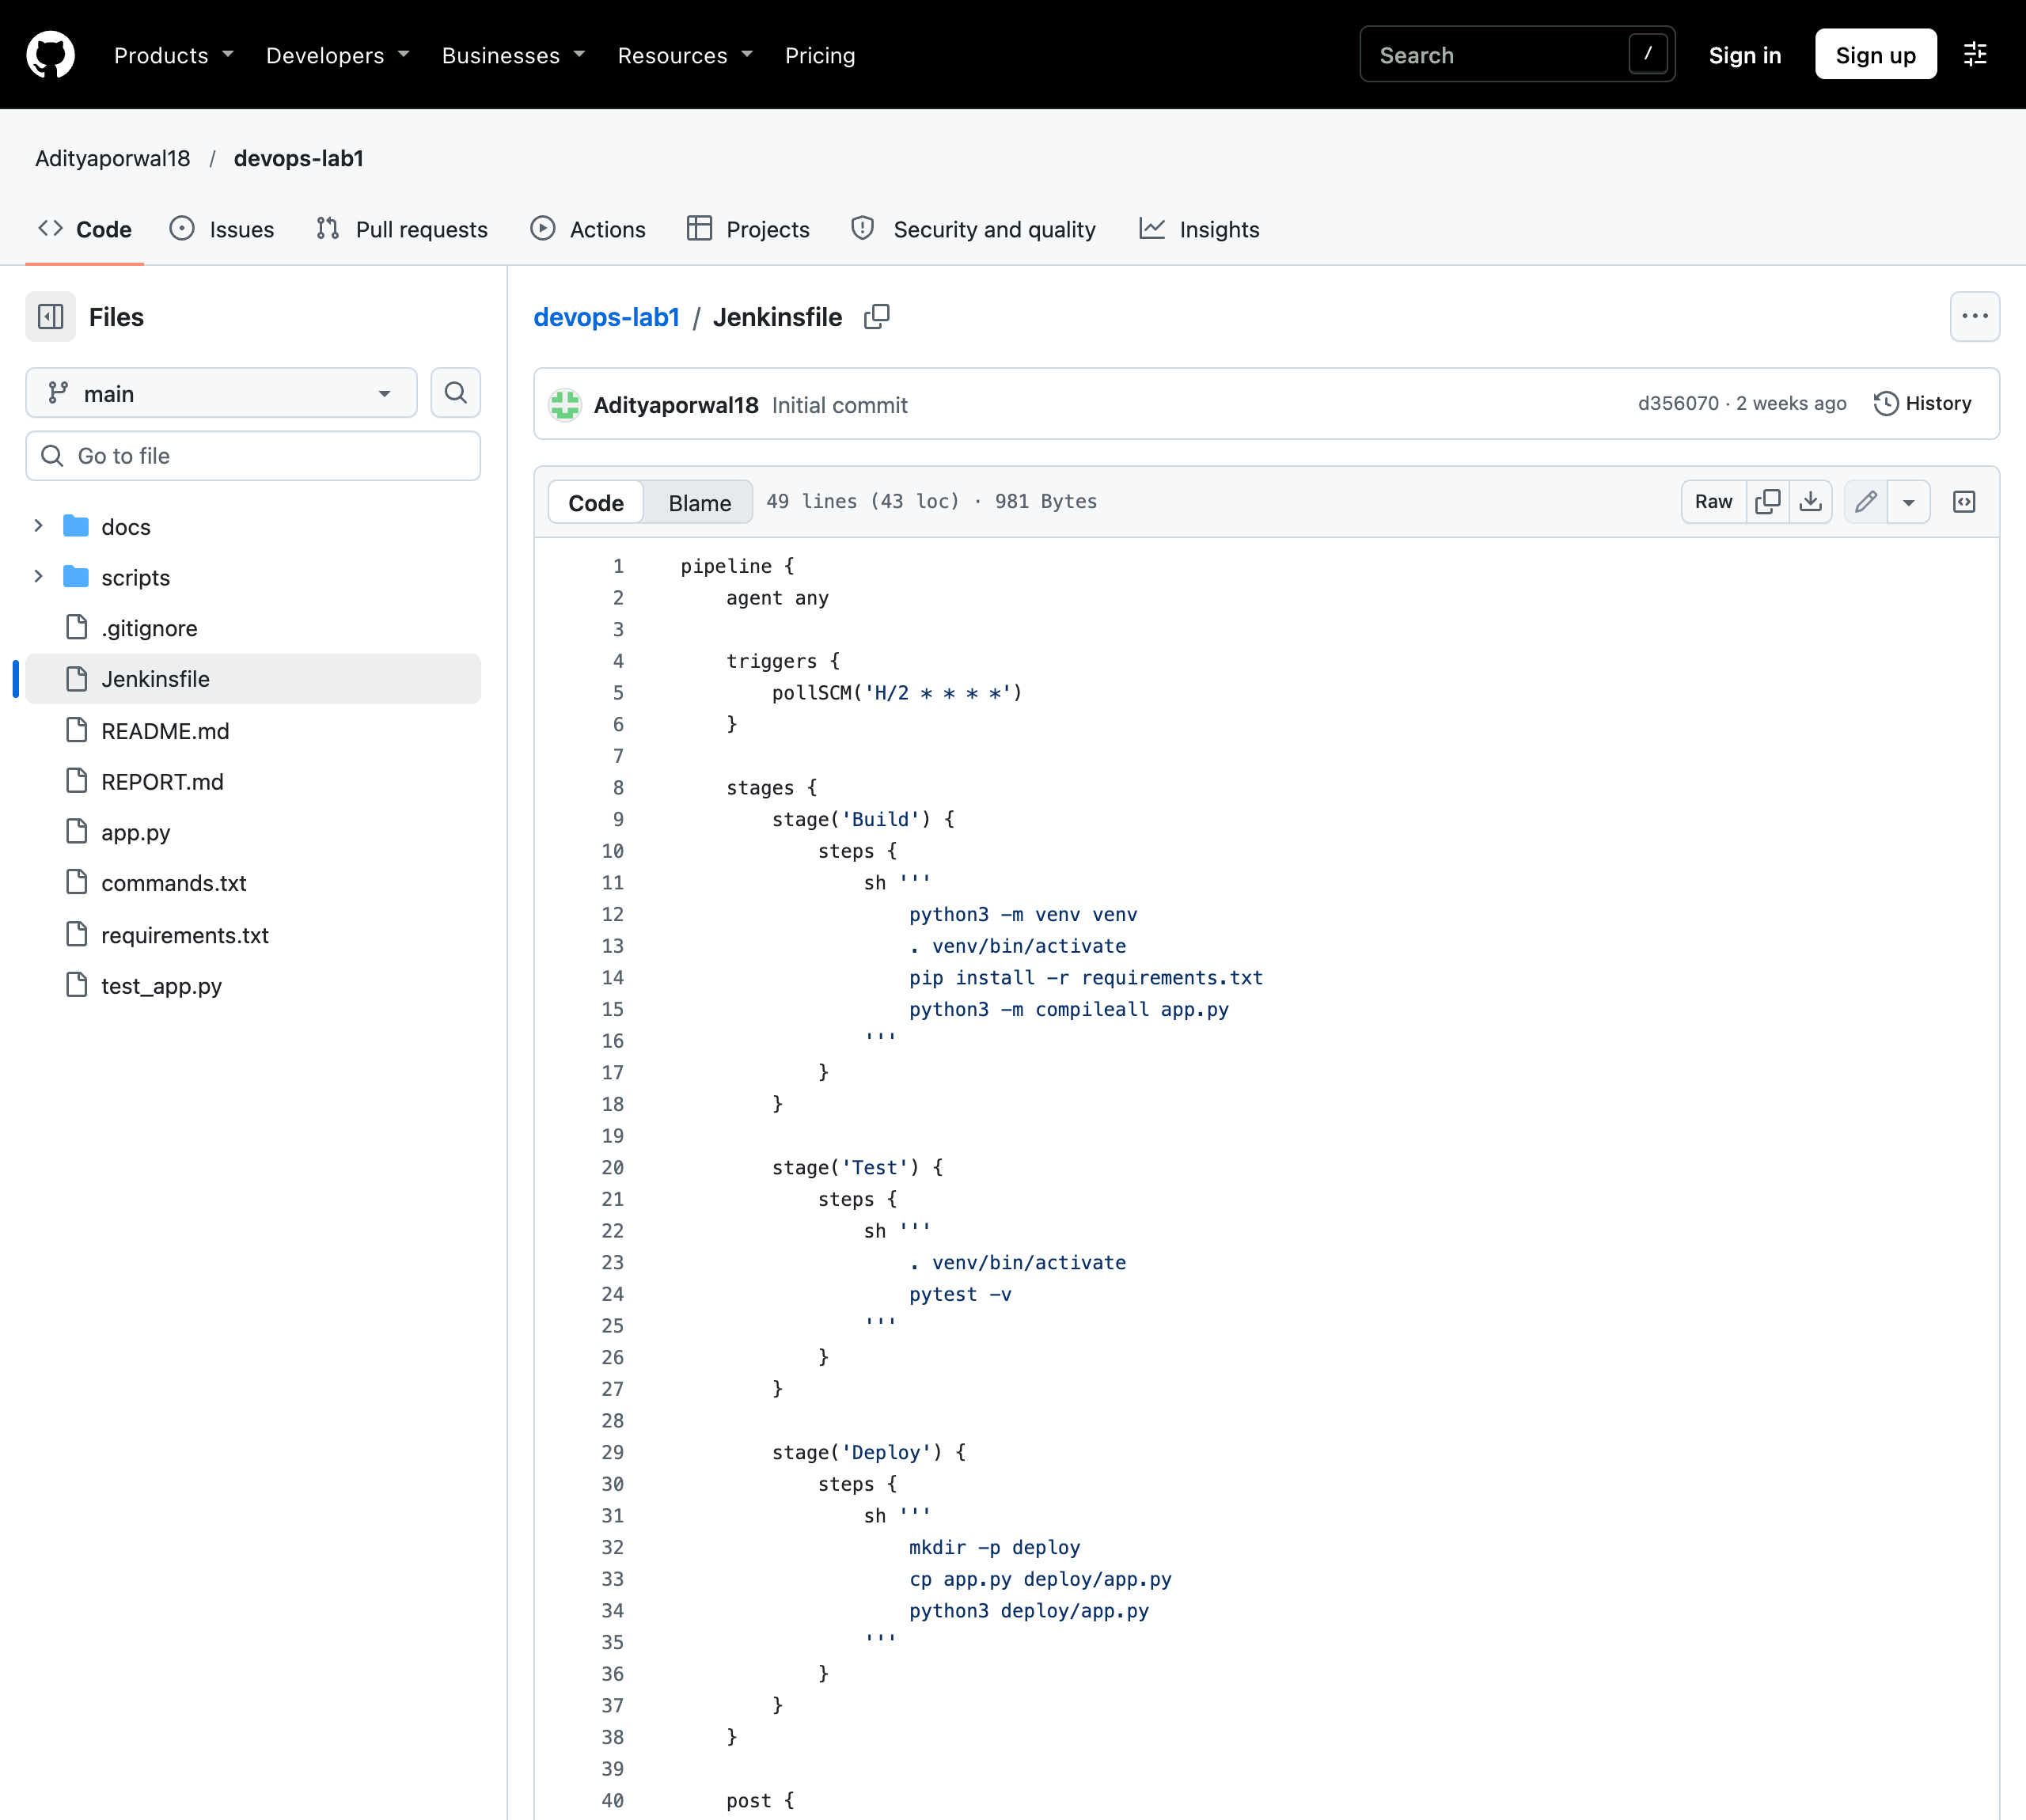 Products Developers Businesses Resources Pricing Search / Sign in Sign up
Adityaporwal18 / devops-lab1
Code Issues Pull requests Actions Projects Security and quality Insights
Files
main
Go to file
docs
scripts
.gitignore
Jenkinsfile
README.md
REPORT.md
app.py
commands.txt
requirements.txt
test_app.py
devops-lab1 / Jenkinsfile
Adityaporwal18 Initial commit d356070 · 2 weeks ago History
Code Blame 49 lines (43 loc) · 981 Bytes Raw
1 pipeline {
2     agent any
3
4     triggers {
5         pollSCM('H/2 * * * *')
6     }
7
8     stages {
9         stage('Build') {
10             steps {
11                 sh '''
12                     python3 -m venv venv
13                     . venv/bin/activate
14                     pip install -r requirements.txt
15                     python3 -m compileall app.py
16                 '''
17             }
18         }
19
20         stage('Test') {
21             steps {
22                 sh '''
23                     . venv/bin/activate
24                     pytest -v
25                 '''
26             }
27         }
28
29         stage('Deploy') {
30             steps {
31                 sh '''
32                     mkdir -p deploy
33                     cp app.py deploy/app.py
34                     python3 deploy/app.py
35                 '''
36             }
37         }
38     }
39
40     post {